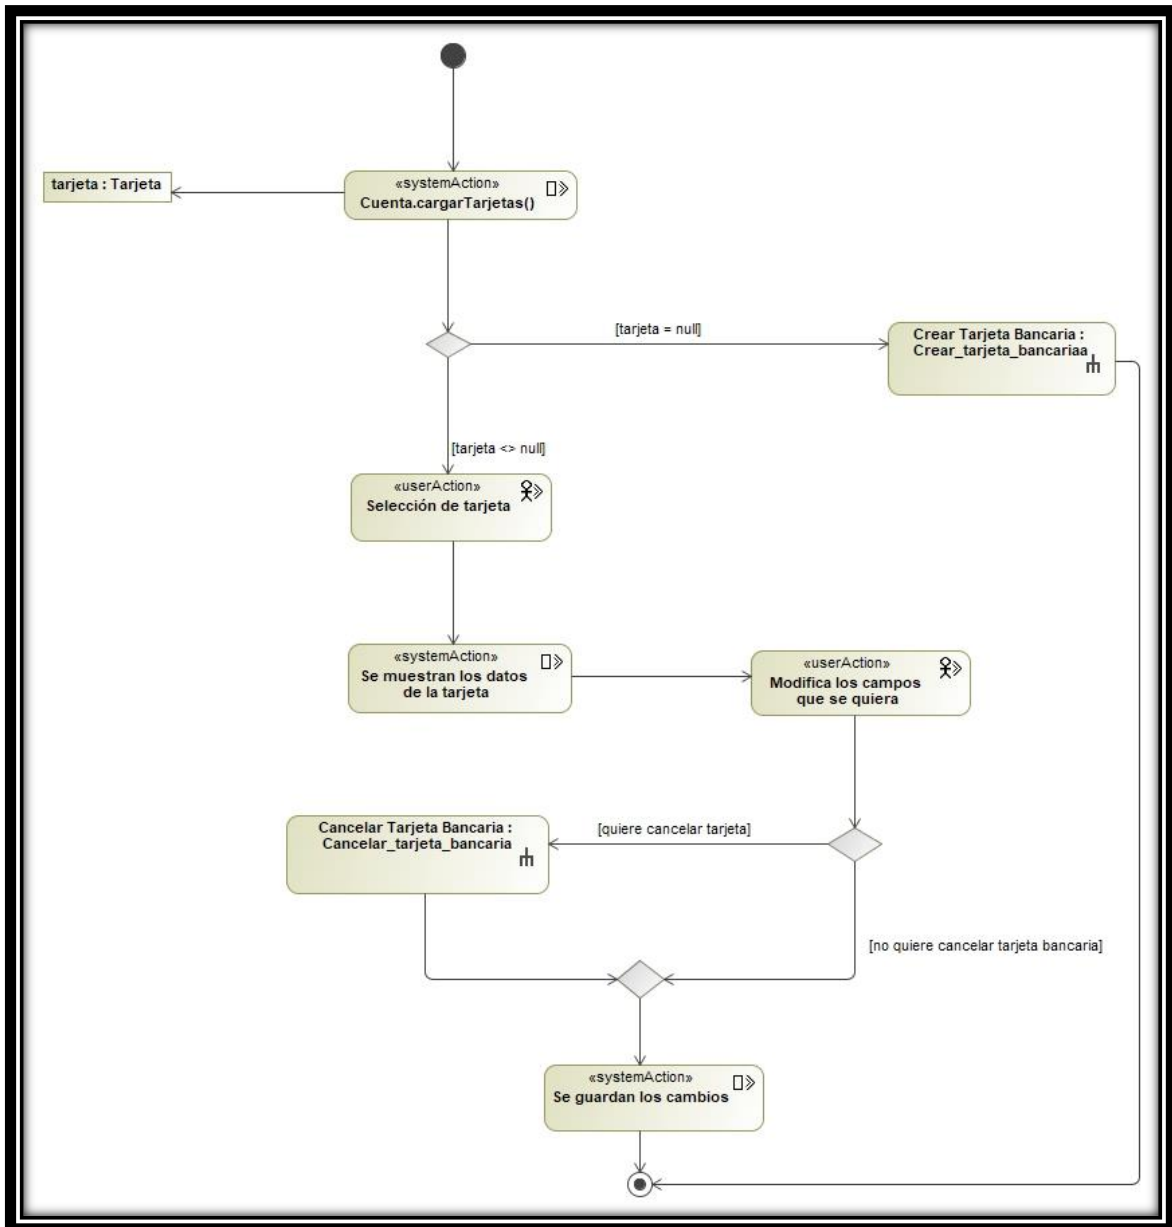 tarjeta : Tarjeta
«systemAction»
Cuenta.cargarTarjetas()
[tarjeta = null]
Crear Tarjeta Bancaria :
Crear_tarjeta_bancariaa
[tarjeta <> null]
«userAction»
Selección de tarjeta
«systemAction»
Se muestran los datos
de la tarjeta
«userAction»
Modifica los campos
que se quiera
Cancelar Tarjeta Bancaria :
Cancelar_tarjeta_bancaria
[quiere cancelar tarjeta]
[no quiere cancelar tarjeta bancaria]
«systemAction»
Se guardan los cambios